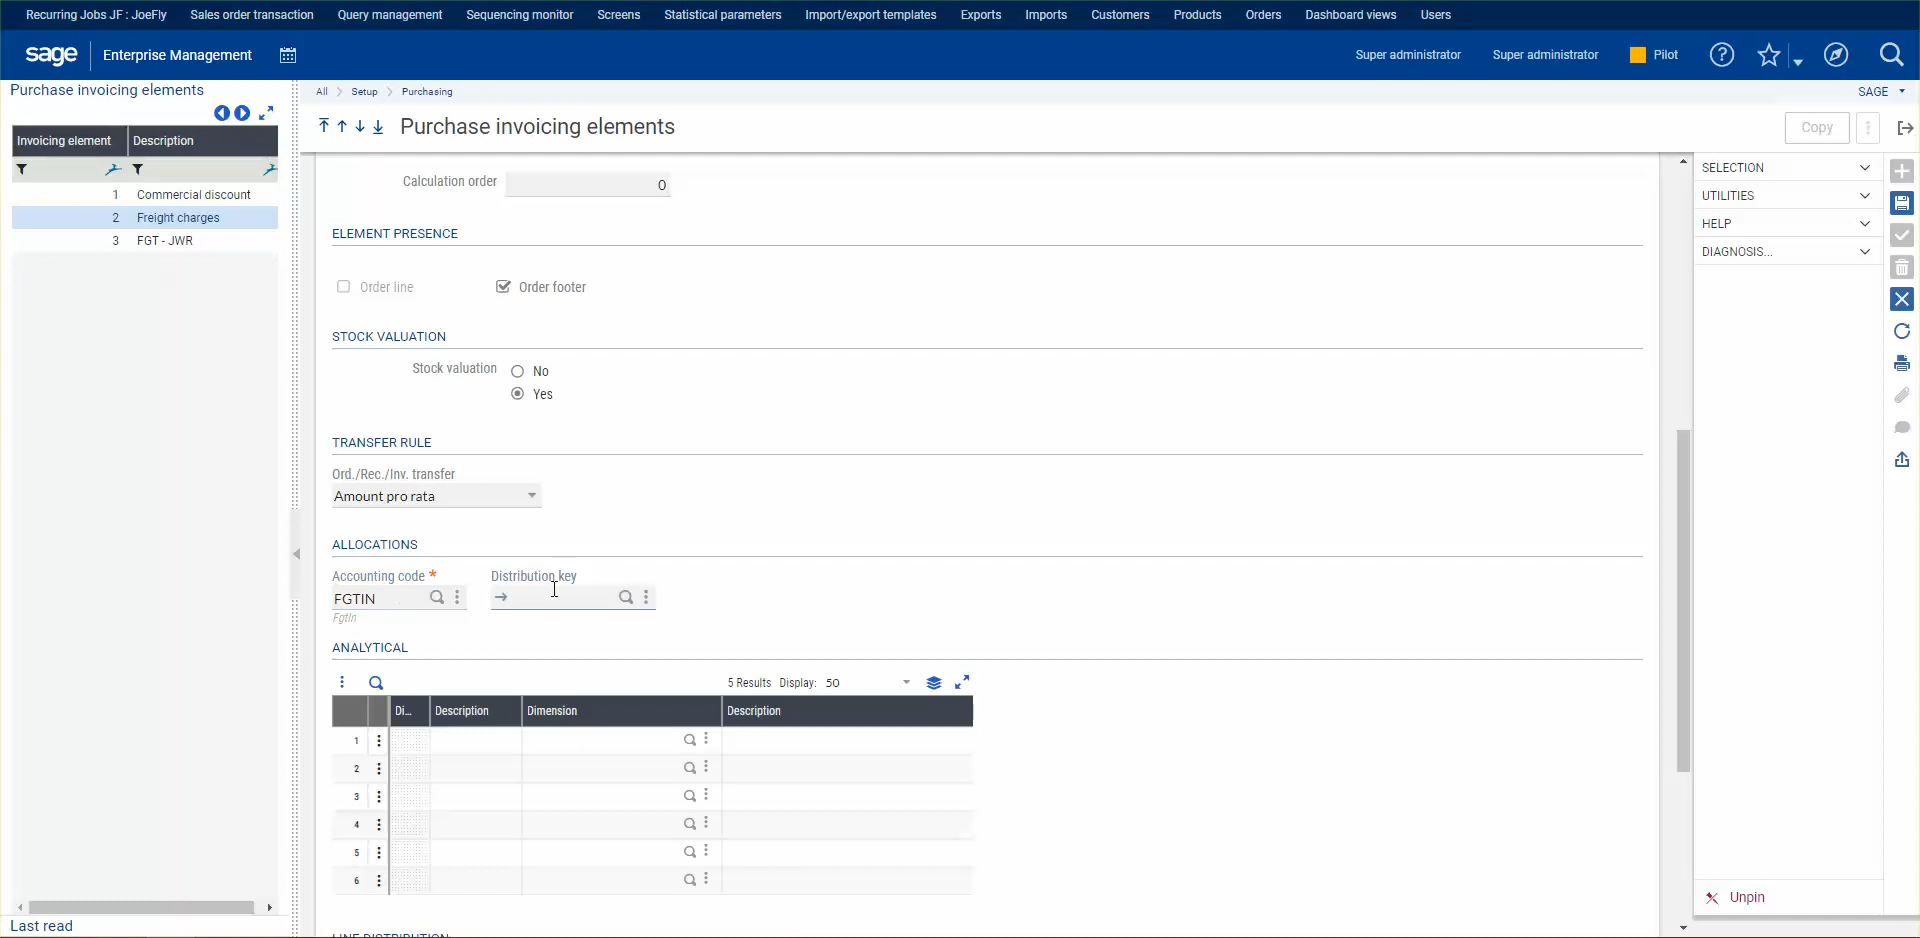 Recurring Jobs JF : JoeFly Sales order transaction Query management Sequencing monitor Screens Statistical parameters Import/export templates Exports Imports Customers Products Orders Dashboard views Users
sage Enterprise Management Super administrator Super administrator Pilot
Purchase invoicing elements
All Setup Purchasing SAGE
Purchase invoicing elements Copy
Invoicing element Description
1 Commercial discount
2 Freight charges
3 FGT - JWR
Calculation order 0
ELEMENT PRESENCE
Order line Order footer
STOCK VALUATION
Stock valuation No
Yes
TRANSFER RULE
Ord./Rec./Inv. transfer
Amount pro rata
ALLOCATIONS
Accounting code * Distribution key
FGTIN
FgtIn
ANALYTICAL
5 Results Display: 50
Di... Description Dimension Description
1
2
3
4
5
6
LINE DISTRIBUTION
SELECTION
UTILITIES
HELP
DIAGNOSIS...
Unpin
Last read